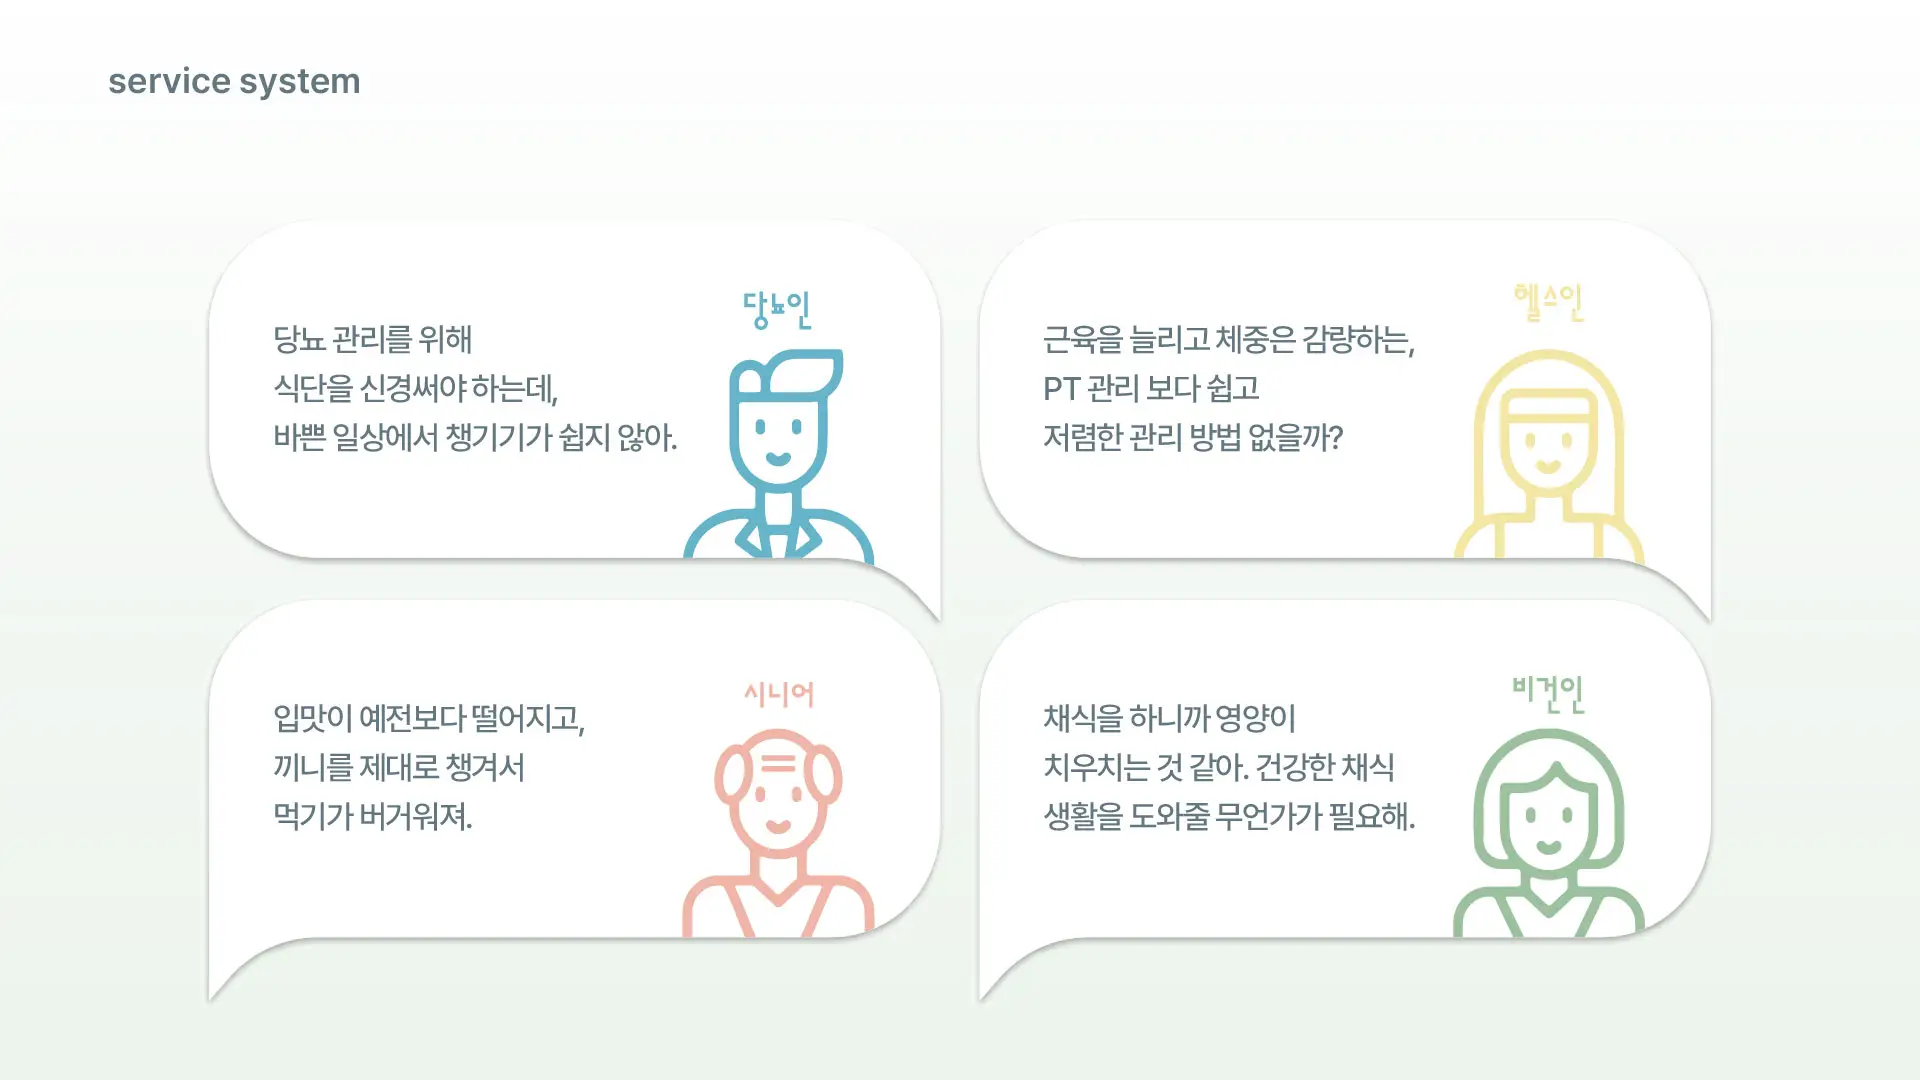 service system
당뇨인
당뇨 관리를 위해
식단을 신경써야 하는데,
바쁜 일상에서 챙기기가 쉽지 않아.
헬스인
근육을 늘리고 체중은 감량하는,
PT 관리 보다 쉽고
저렴한 관리 방법 없을까?
시니어
입맛이 예전보다 떨어지고,
끼니를 제대로 챙겨서
먹기가 버거워져.
비건인
채식을 하니까 영양이
치우치는 것 같아. 건강한 채식
생활을 도와줄 무언가가 필요해.